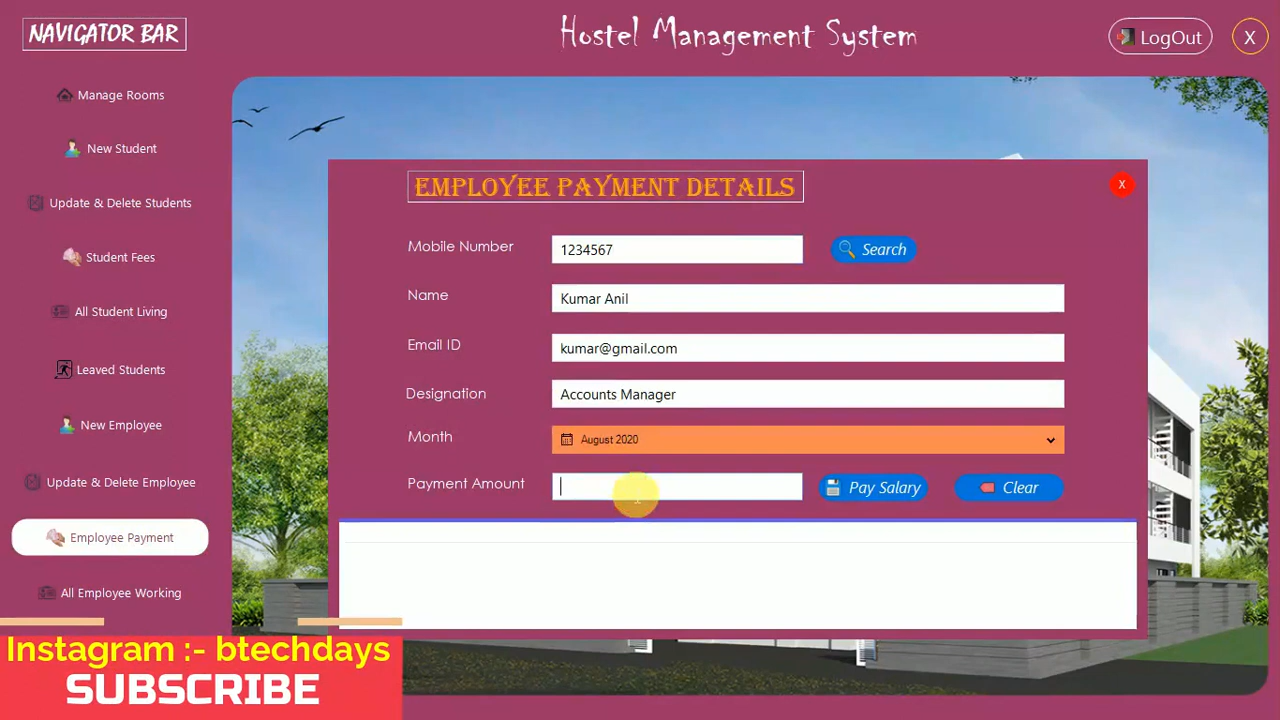 NAVIGATOR BAR
Hostel Management System
LogOut
X
Manage Rooms
New Student
Update & Delete Students
Student Fees
All Student Living
Leaved Students
New Employee
Update & Delete Employee
Employee Payment
All Employee Working
EMPLOYEE PAYMENT DETAILS
X
Mobile Number
1234567
Search
Name
Kumar Anil
Email ID
kumar@gmail.com
Designation
Accounts Manager
Month
August 2020
Payment Amount
Pay Salary
Clear
Instagram :- btechdays
SUBSCRIBE